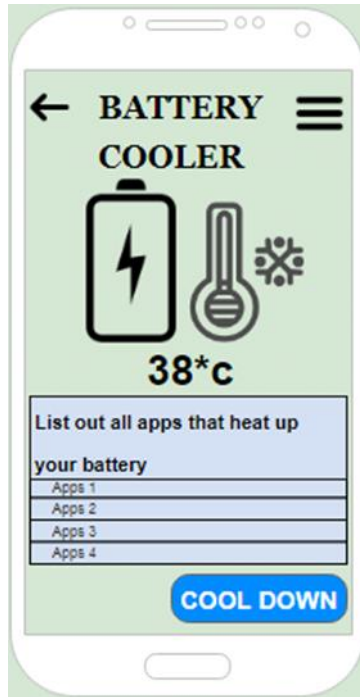 BATTERY
COOLER
38*c
List out all apps that heat up
your battery
Apps 1
Apps 2
Apps 3
Apps 4
COOL DOWN